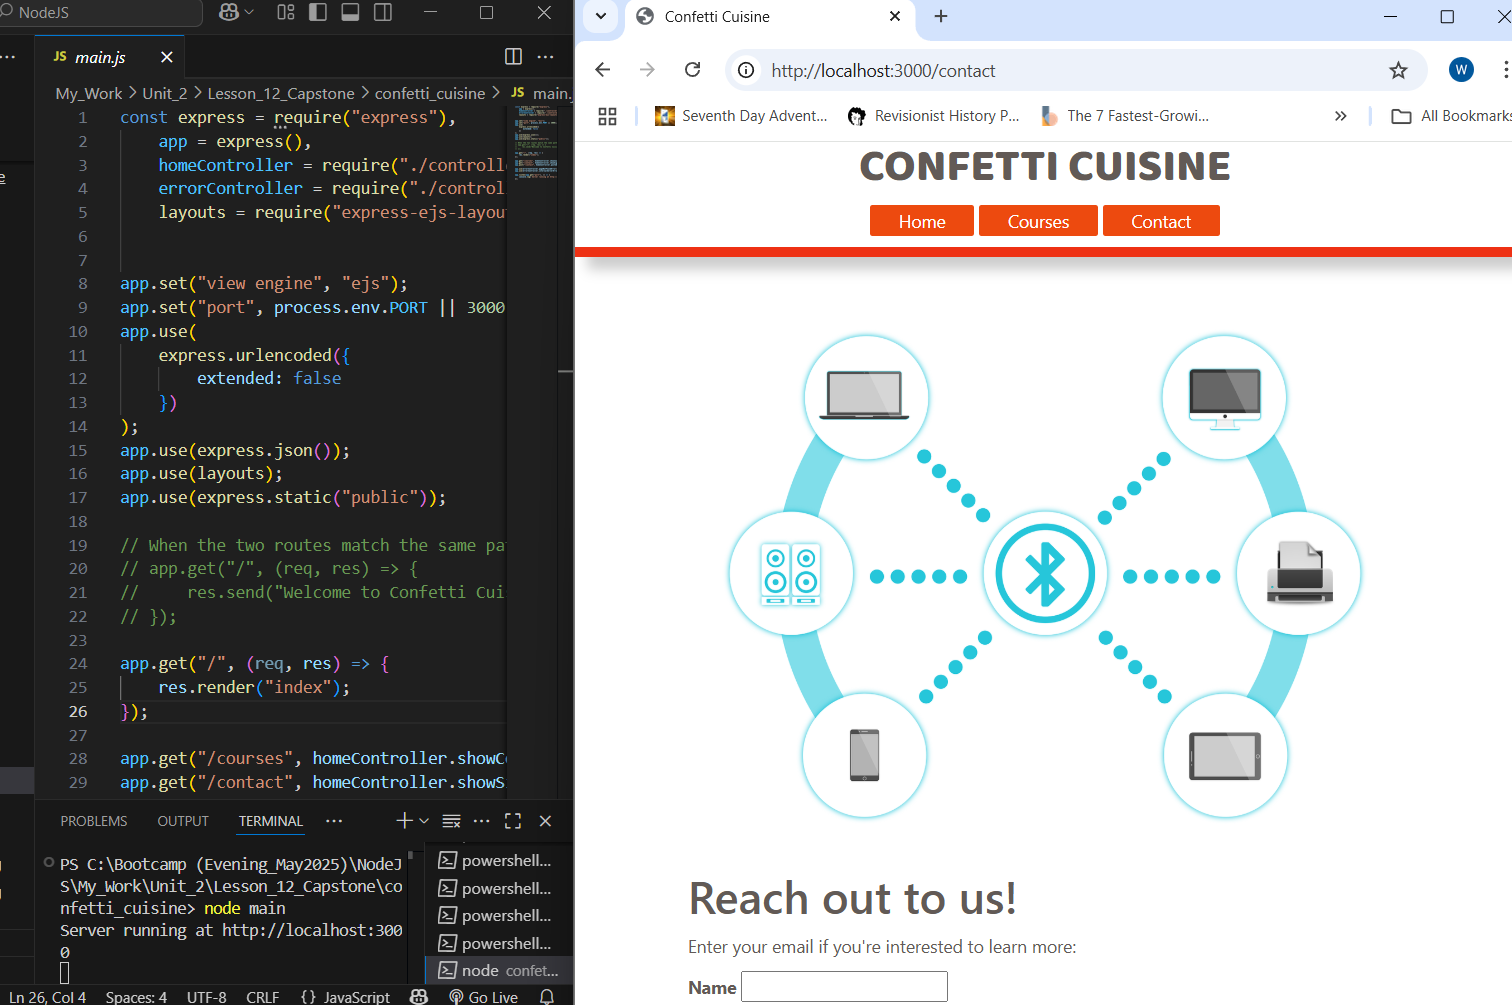 NodeJS
JS main.js
My_Work > Unit_2 > Lesson_12_Capstone > confetti_cuisine > JS main.
1 const express = require("express"),
2 app = express(),
3 homeController = require("./controll
4 errorController = require("./control
5 layouts = require("express-ejs-layou
6
7
8 app.set("view engine", "ejs");
9 app.set("port", process.env.PORT || 3000
10 app.use(
11 express.urlencoded({
12 extended: false
13 })
14 );
15 app.use(express.json());
16 app.use(layouts);
17 app.use(express.static("public"));
18
19 // When the two routes match the same pa
20 // app.get("/", (req, res) => {
21 //     res.send("Welcome to Confetti Cui
22 // });
23
24 app.get("/", (req, res) => {
25 res.render("index");
26 });
27
28 app.get("/courses", homeController.showC
29 app.get("/contact", homeController.showS
PROBLEMS OUTPUT TERMINAL
PS C:\Bootcamp (Evening_May2025)\NodeJ
S\My_Work\Unit_2\Lesson_12_Capstone\co
nfetti_cuisine> node main
Server running at http://localhost:300
0
powershell...
powershell...
powershell...
powershell...
node confet...
Ln 26, Col 4 Spaces: 4 UTF-8 CRLF {} JavaScript Go Live
Confetti Cuisine
http://localhost:3000/contact
W
Seventh Day Advent... Revisionist History P... The 7 Fastest-Growi... » All Bookmarks
CONFETTI CUISINE
Home Courses Contact
Reach out to us!
Enter your email if you're interested to learn more:
Name